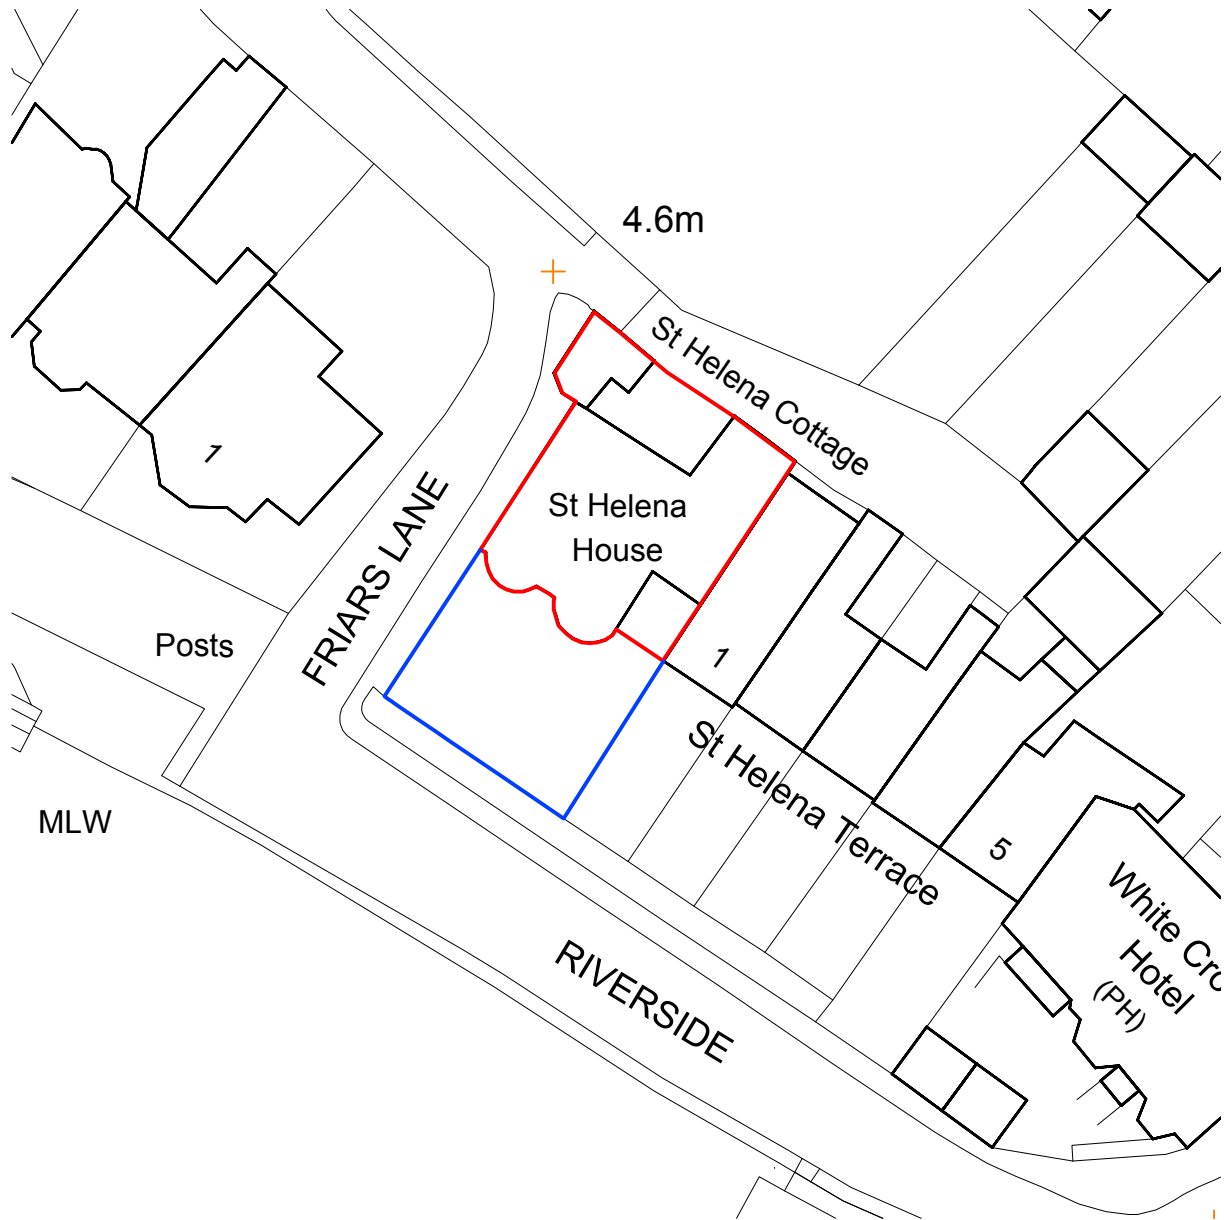 4.6m
St Helena Cottage
1
St Helena
House
FRIARS LANE
Posts
1
St Helena Terrace
MLW
5
White Cro
Hotel
(PH)
RIVERSIDE